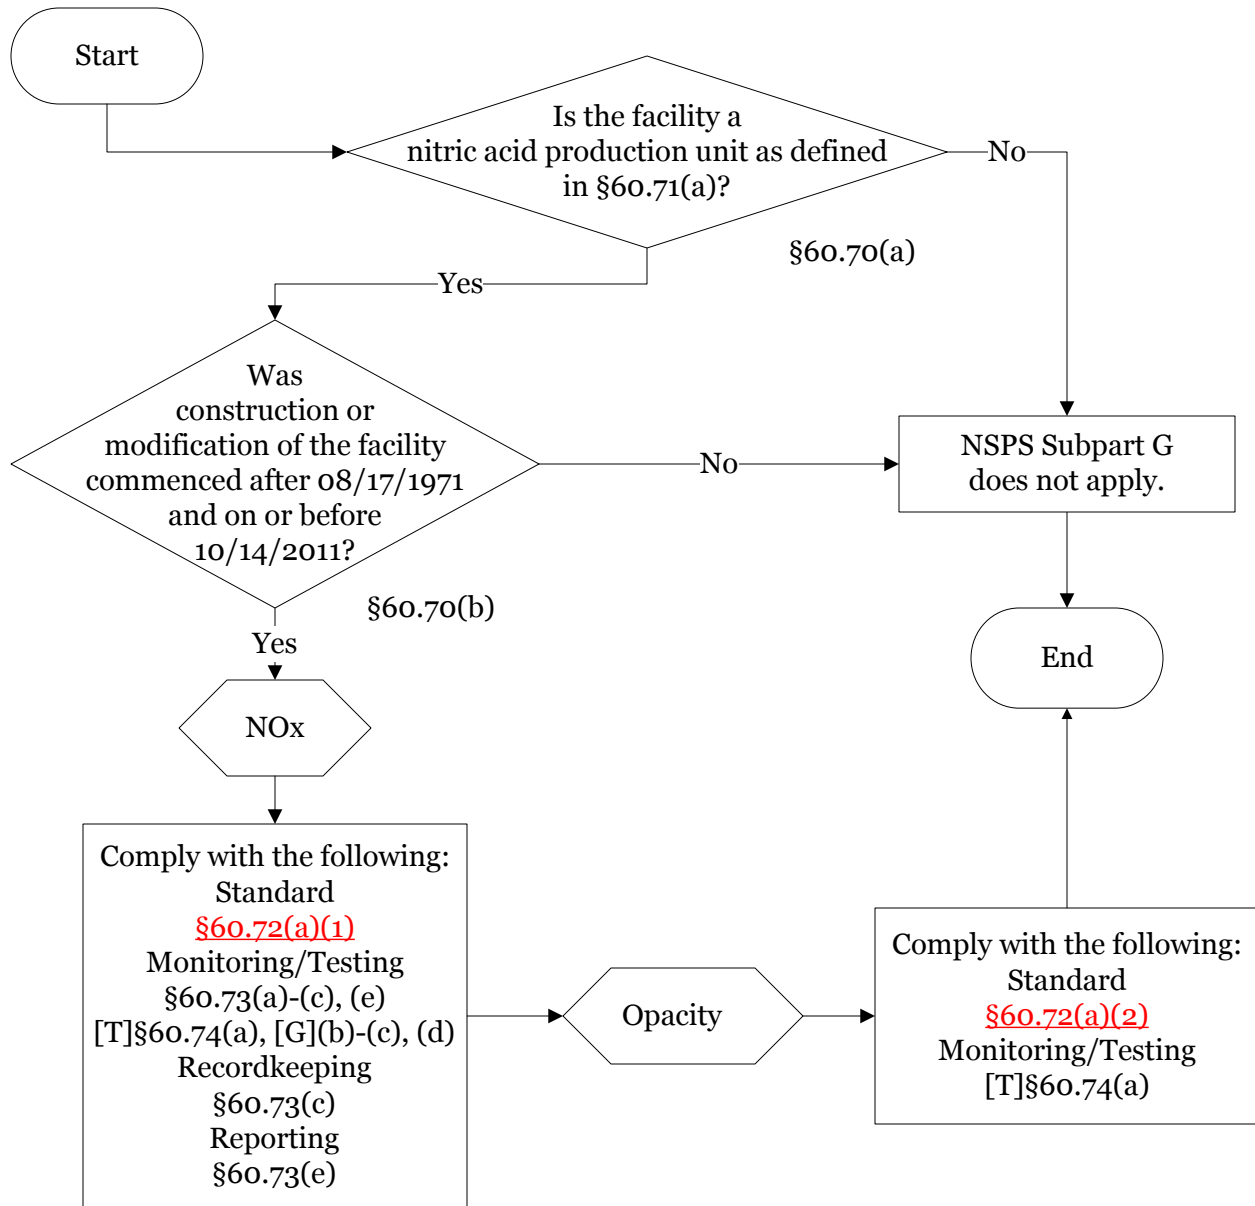 Start
Is the facility a
nitric acid production unit as defined
in §60.71(a)?
No
§60.70(a)
Yes
Was
construction or
modification of the facility
commenced after 08/17/1971
and on or before
10/14/2011?
No
NSPS Subpart G
does not apply.
§60.70(b)
Yes
End
NOx
Comply with the following:
Standard
§60.72(a)(1)
Monitoring/Testing
§60.73(a)-(c), (e)
[T]§60.74(a), [G](b)-(c), (d)
Recordkeeping
§60.73(c)
Reporting
§60.73(e)
Opacity
Comply with the following:
Standard
§60.72(a)(2)
Monitoring/Testing
[T]§60.74(a)